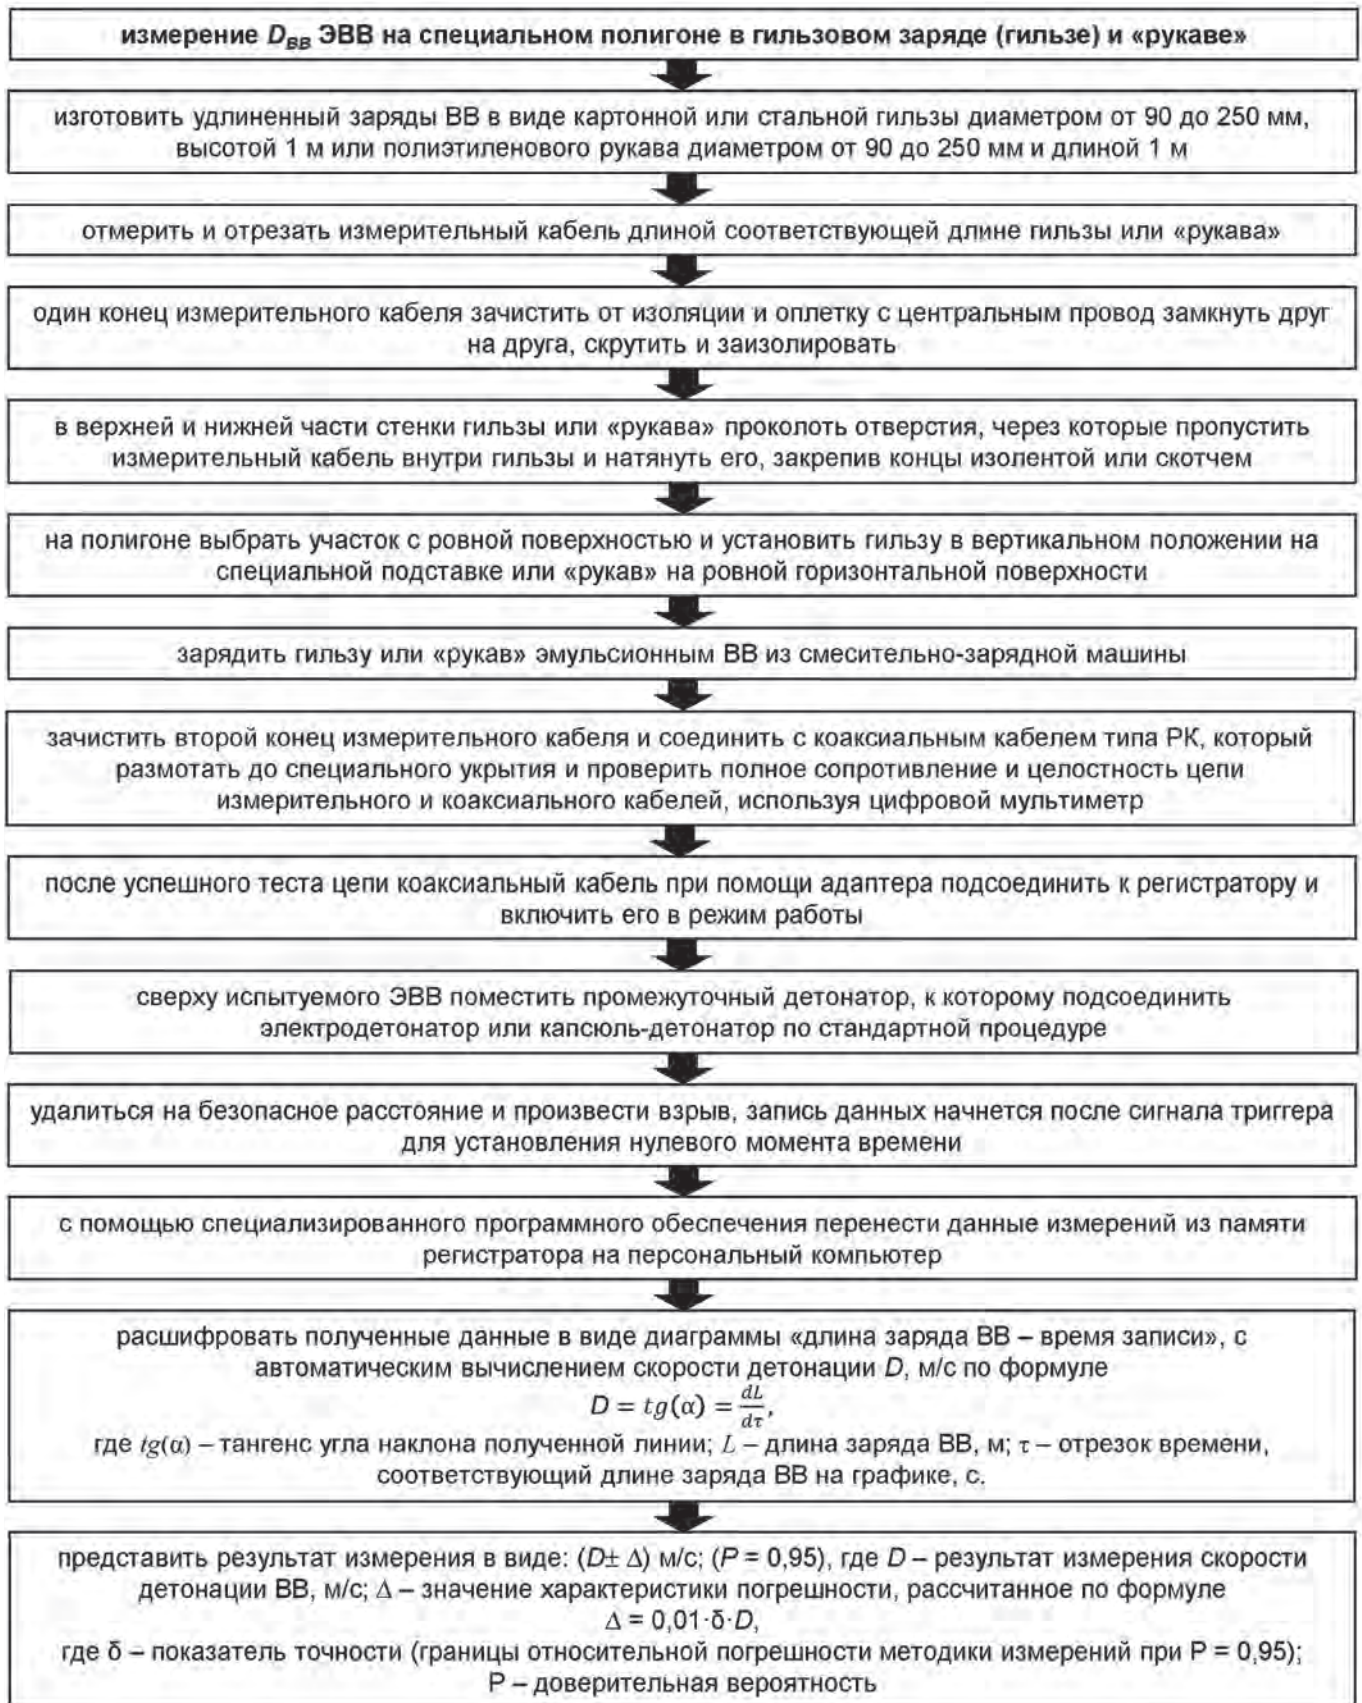 измерение D_ВВ ЭВВ на специальном полигоне в гильзовом заряде (гильзе) и «рукаве»
изготовить удлиненный заряды ВВ в виде картонной или стальной гильзы диаметром от 90 до 250 мм,
высотой 1 м или полиэтиленового рукава диаметром от 90 до 250 мм и длиной 1 м
отмерить и отрезать измерительный кабель длиной соответствующей длине гильзы или «рукава»
один конец измерительного кабеля зачистить от изоляции и оплетку с центральным провод замкнуть друг
на друга, скрутить и заизолировать
в верхней и нижней части стенки гильзы или «рукава» проколоть отверстия, через которые пропустить
измерительный кабель внутри гильзы и натянуть его, закрепив концы изолентой или скотчем
на полигоне выбрать участок с ровной поверхностью и установить гильзу в вертикальном положении на
специальной подставке или «рукав» на ровной горизонтальной поверхности
зарядить гильзу или «рукав» эмульсионным ВВ из смесительно-зарядной машины
зачистить второй конец измерительного кабеля и соединить с коаксиальным кабелем типа РК, который
размотать до специального укрытия и проверить полное сопротивление и целостность цепи
измерительного и коаксиального кабелей, используя цифровой мультиметр
после успешного теста цепи коаксиальный кабель при помощи адаптера подсоединить к регистратору и
включить его в режим работы
сверху испытуемого ЭВВ поместить промежуточный детонатор, к которому подсоединить
электродетонатор или капсюль-детонатор по стандартной процедуре
удалиться на безопасное расстояние и произвести взрыв, запись данных начнется после сигнала триггера
для установления нулевого момента времени
с помощью специализированного программного обеспечения перенести данные измерений из памяти
регистратора на персональный компьютер
расшифровать полученные данные в виде диаграммы «длина заряда ВВ – время записи», с
автоматическим вычислением скорости детонации D, м/с по формуле
D = tg(α) = dL/dτ,
где tg(α) – тангенс угла наклона полученной линии; L – длина заряда ВВ, м; τ – отрезок времени,
соответствующий длине заряда ВВ на графике, с.
представить результат измерения в виде: (D± Δ) м/с; (P = 0,95), где D – результат измерения скорости
детонации ВВ, м/с; Δ – значение характеристики погрешности, рассчитанное по формуле
Δ = 0,01·δ·D,
где δ – показатель точности (границы относительной погрешности методики измерений при P = 0,95);
P – доверительная вероятность